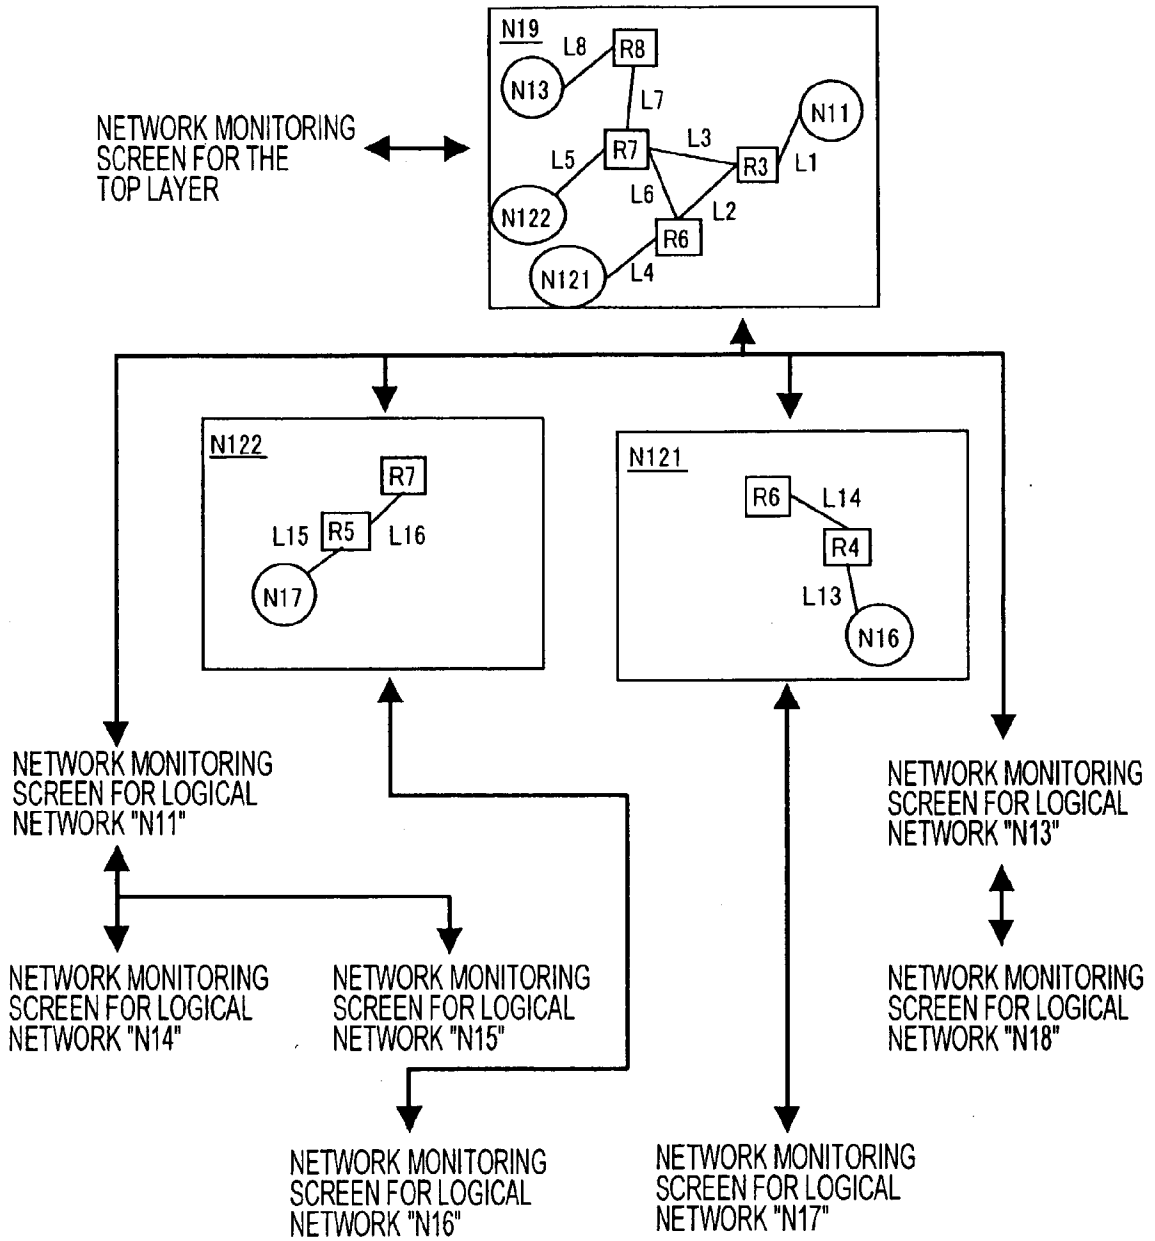 N19
L8
R8
N13
L7
N11
NETWORK MONITORING
SCREEN FOR THE
TOP LAYER
L3
R7
L5
R3
L1
L6
L2
N122
R6
L4
N121
N122
R7
L15
R5
L16
N17
N121
R6
L14
R4
L13
N16
NETWORK MONITORING
SCREEN FOR LOGICAL
NETWORK "N11"
NETWORK MONITORING
SCREEN FOR LOGICAL
NETWORK "N13"
NETWORK MONITORING
SCREEN FOR LOGICAL
NETWORK "N14"
NETWORK MONITORING
SCREEN FOR LOGICAL
NETWORK "N15"
NETWORK MONITORING
SCREEN FOR LOGICAL
NETWORK "N18"
NETWORK MONITORING
SCREEN FOR LOGICAL
NETWORK "N16"
NETWORK MONITORING
SCREEN FOR LOGICAL
NETWORK "N17"